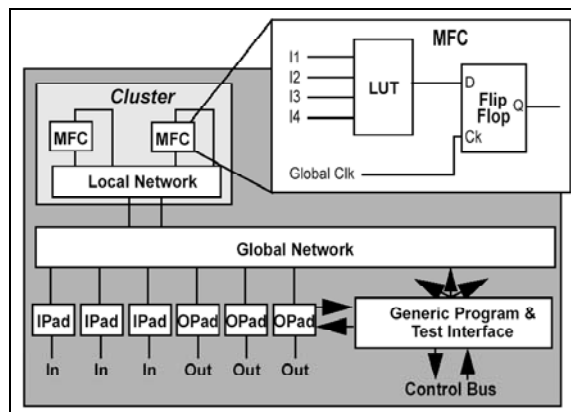 MFC
I1
I2
I3
I4
LUT
D
Flip
Flop
Q
Ck
Global Clk
Cluster
MFC
MFC
Local Network
Global Network
IPad
IPad
IPad
OPad
OPad
OPad
Generic Program &
Test Interface
In
In
In
Out
Out
Out
Control Bus